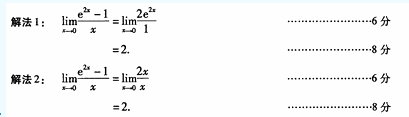 解法1: lim_{x→0} (e^{2x} − 1)/x = lim_{x→0} 2e^{2x}/1 ……………………6 分
= 2. ……………………8 分
解法2: lim_{x→0} (e^{2x} − 1)/x = lim_{x→0} 2x/x ……………………6 分
= 2. ……………………8 分